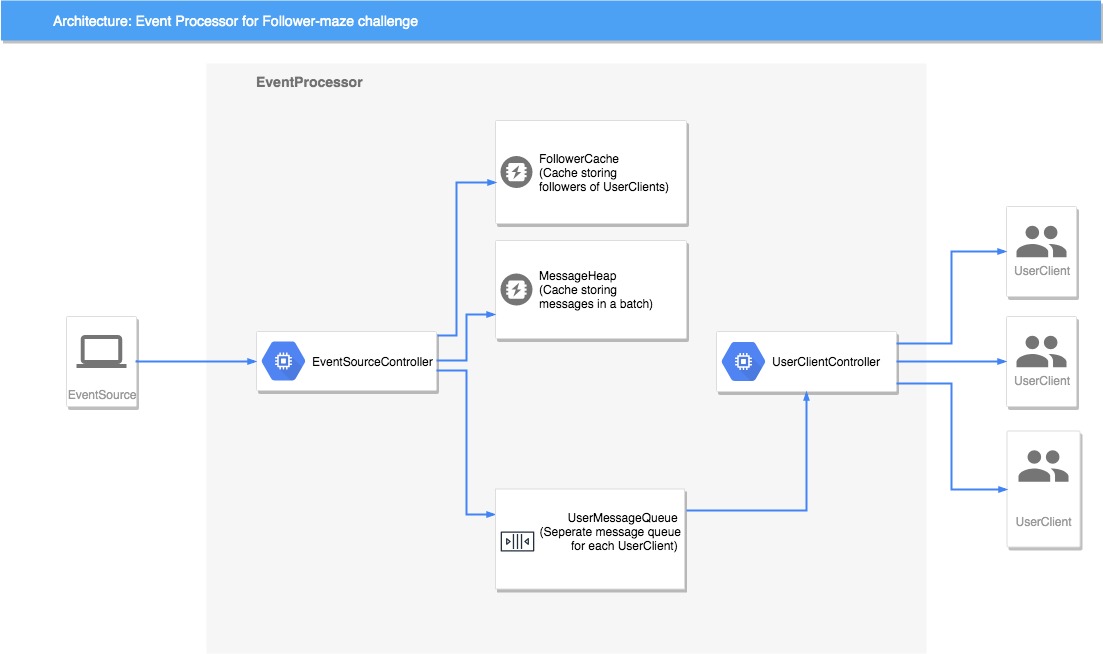 Architecture: Event Processor for Follower-maze challenge
EventProcessor
FollowerCache
(Cache storing
followers of UserClients)
MessageHeap
(Cache storing
messages in a batch)
EventSource
EventSourceController
UserClientController
UserMessageQueue
(Seperate message queue
for each UserClient)
UserClient
UserClient
UserClient